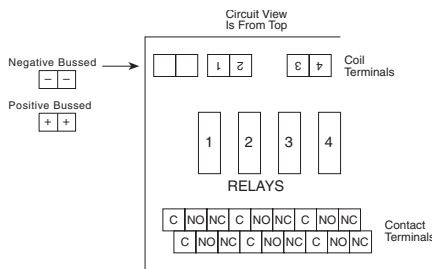 Circuit View
Is From Top
Negative Bussed
– –
Positive Bussed
+ +
1 2
3 4
Coil
Terminals
1 2 3 4
RELAYS
C NO NC C NO NC C NO NC
C NO NC C NO NC C NO NC
Contact
Terminals